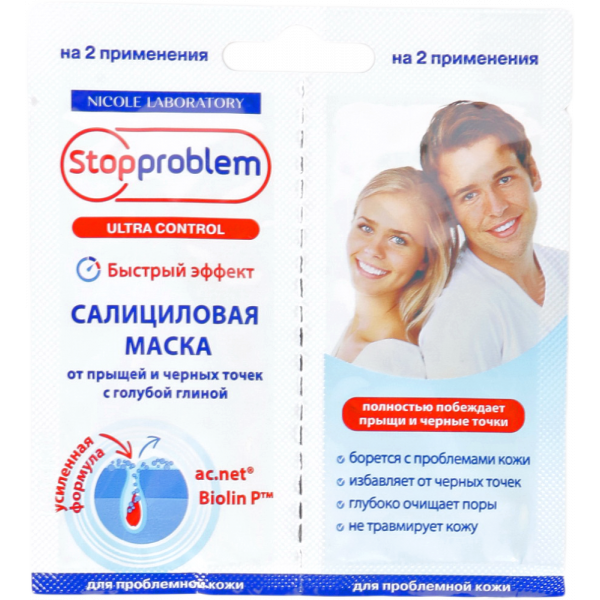 на 2 применения
NICOLE LABORATORY
Stopproblem
ULTRA CONTROL
Быстрый эффект
САЛИЦИЛОВАЯ
МАСКА
от прыщей и черных точек
с голубой глиной
усиленная
формула
ac.net®
Biolin P™
для проблемной кожи
на 2 применения
полностью побеждает
прыщи и черные точки
борется с проблемами кожи
избавляет от черных точек
глубоко очищает поры
не травмирует кожу
для проблемной кожи